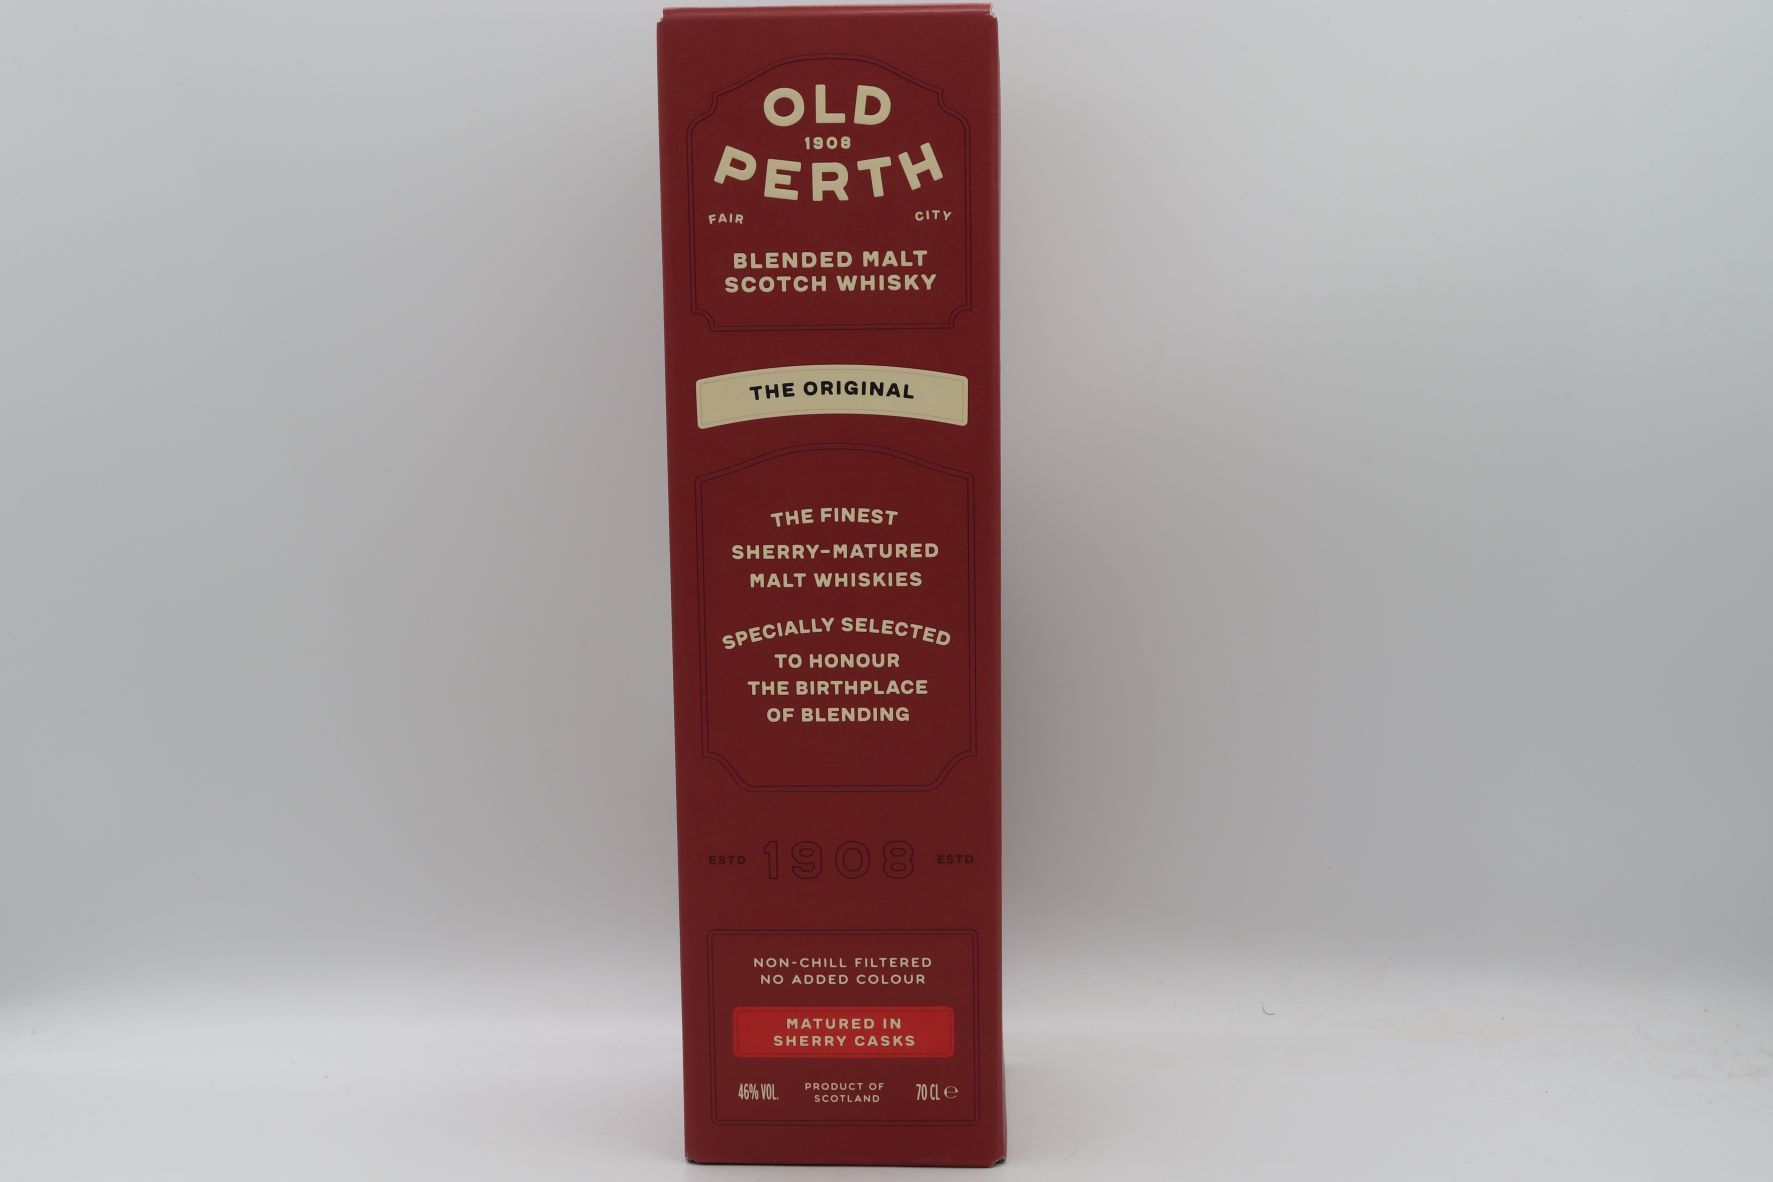 OLD
1908
PERTH
FAIR CITY
BLENDED MALT
SCOTCH WHISKY
THE ORIGINAL
THE FINEST
SHERRY-MATURED
MALT WHISKIES
SPECIALLY SELECTED
TO HONOUR
THE BIRTHPLACE
OF BLENDING
ESTD 1908 ESTD
NON-CHILL FILTERED
NO ADDED COLOUR
MATURED IN
SHERRY CASKS
46% VOL. PRODUCT OF 70 CL ℮
SCOTLAND